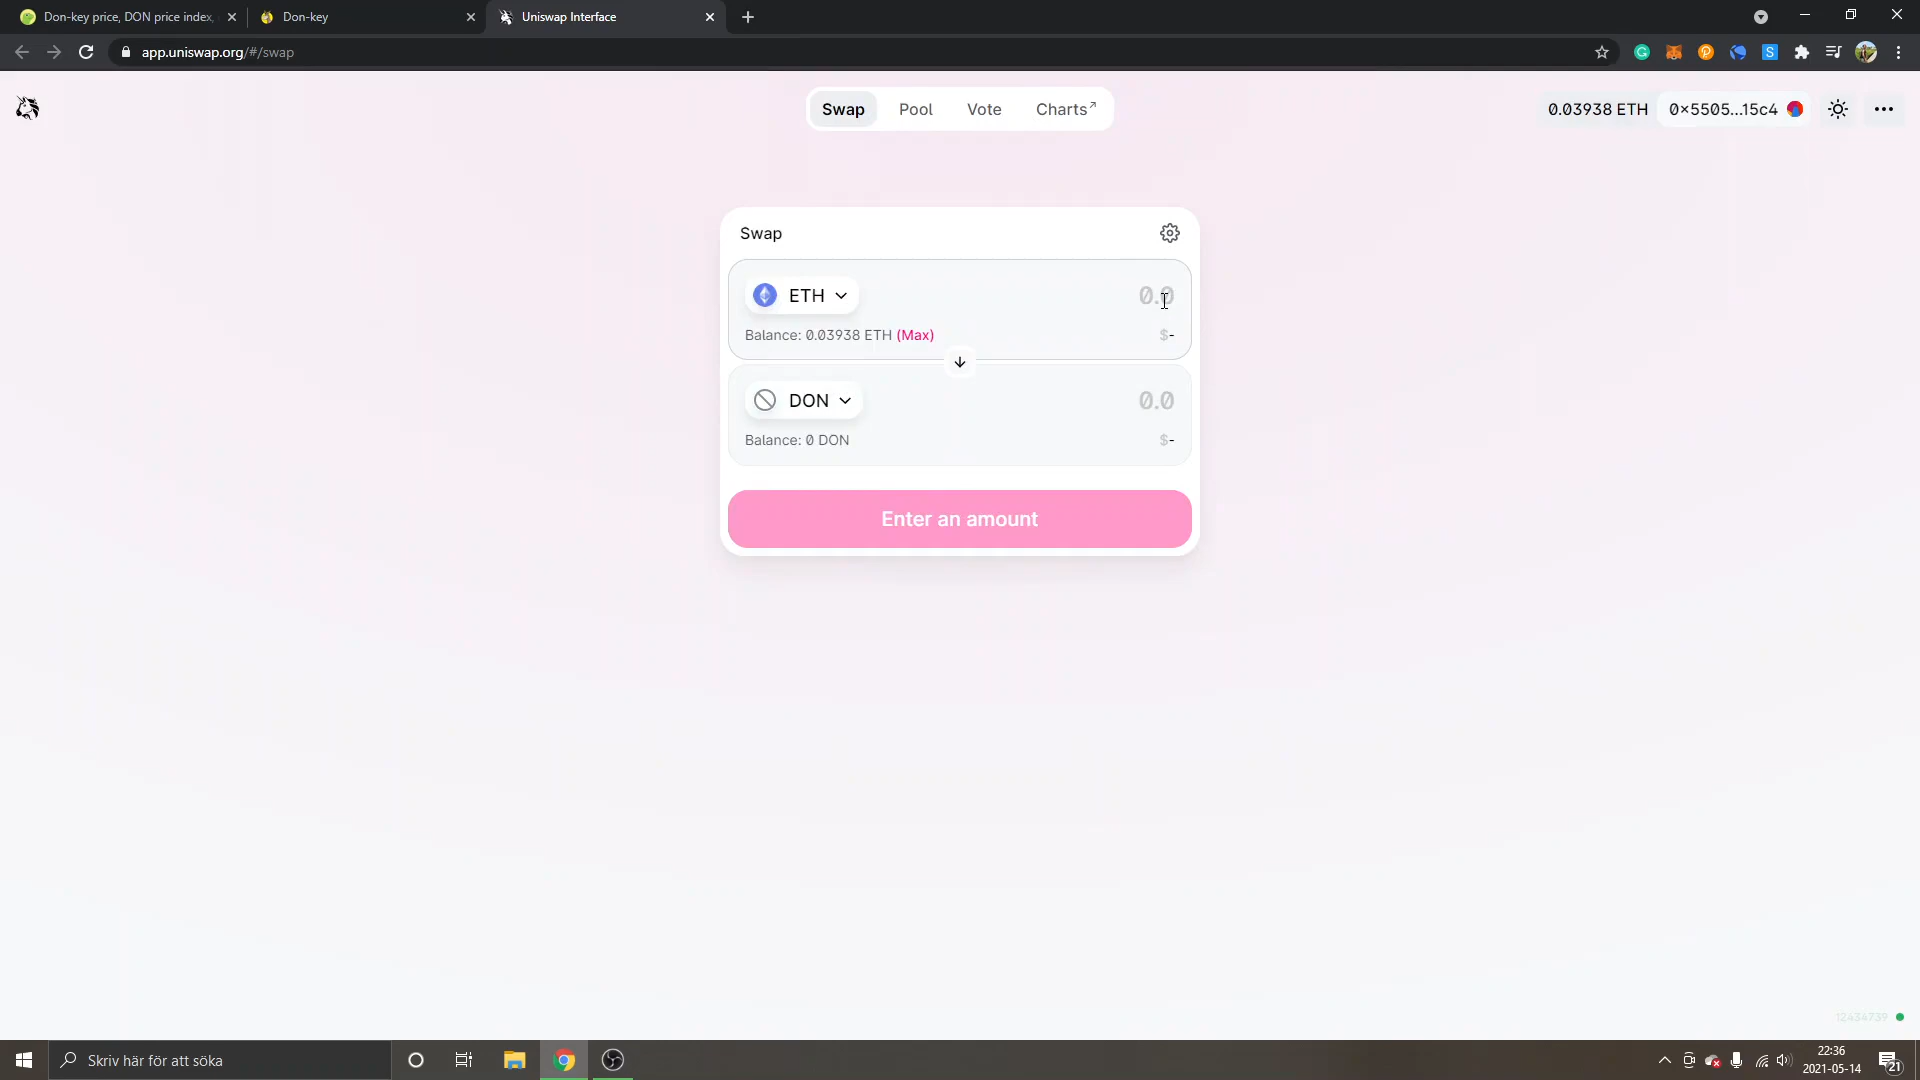 Don-key price, DON price index,
Don-key
Uniswap Interface
app.uniswap.org/#/swap
Swap
Pool
Vote
Charts↗
0.03938 ETH
0x5505...15c4
Swap
ETH
0.0
Balance: 0.03938 ETH (Max)
$-
DON
0.0
Balance: 0 DON
$-
Enter an amount
12434739
Skriv här för att söka
22:36
2021-05-14
21